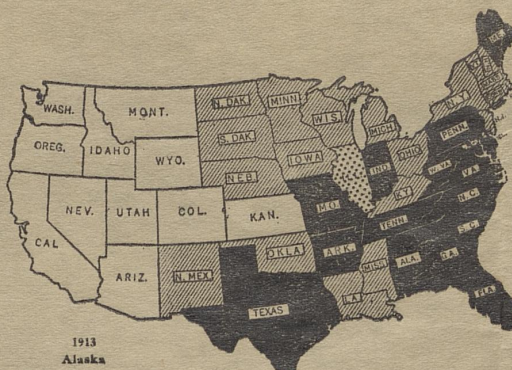 WASH.
MONT.
N. DAK
MINN
ME.
OREG.
IDAHO
S. DAK
WIS.
MICH
N.Y.
WYO.
IOWA
PENN.
NEB.
IND
OHIO
W.VA
VA
NEV.
UTAH
COL.
KAN.
MO.
KY
N.C.
CAL
TENN
S.C.
ARIZ.
N. MEX
OKLA
ARK.
MISS
ALA.
GA.
TEXAS
LA.
FLA
1913
Alaska